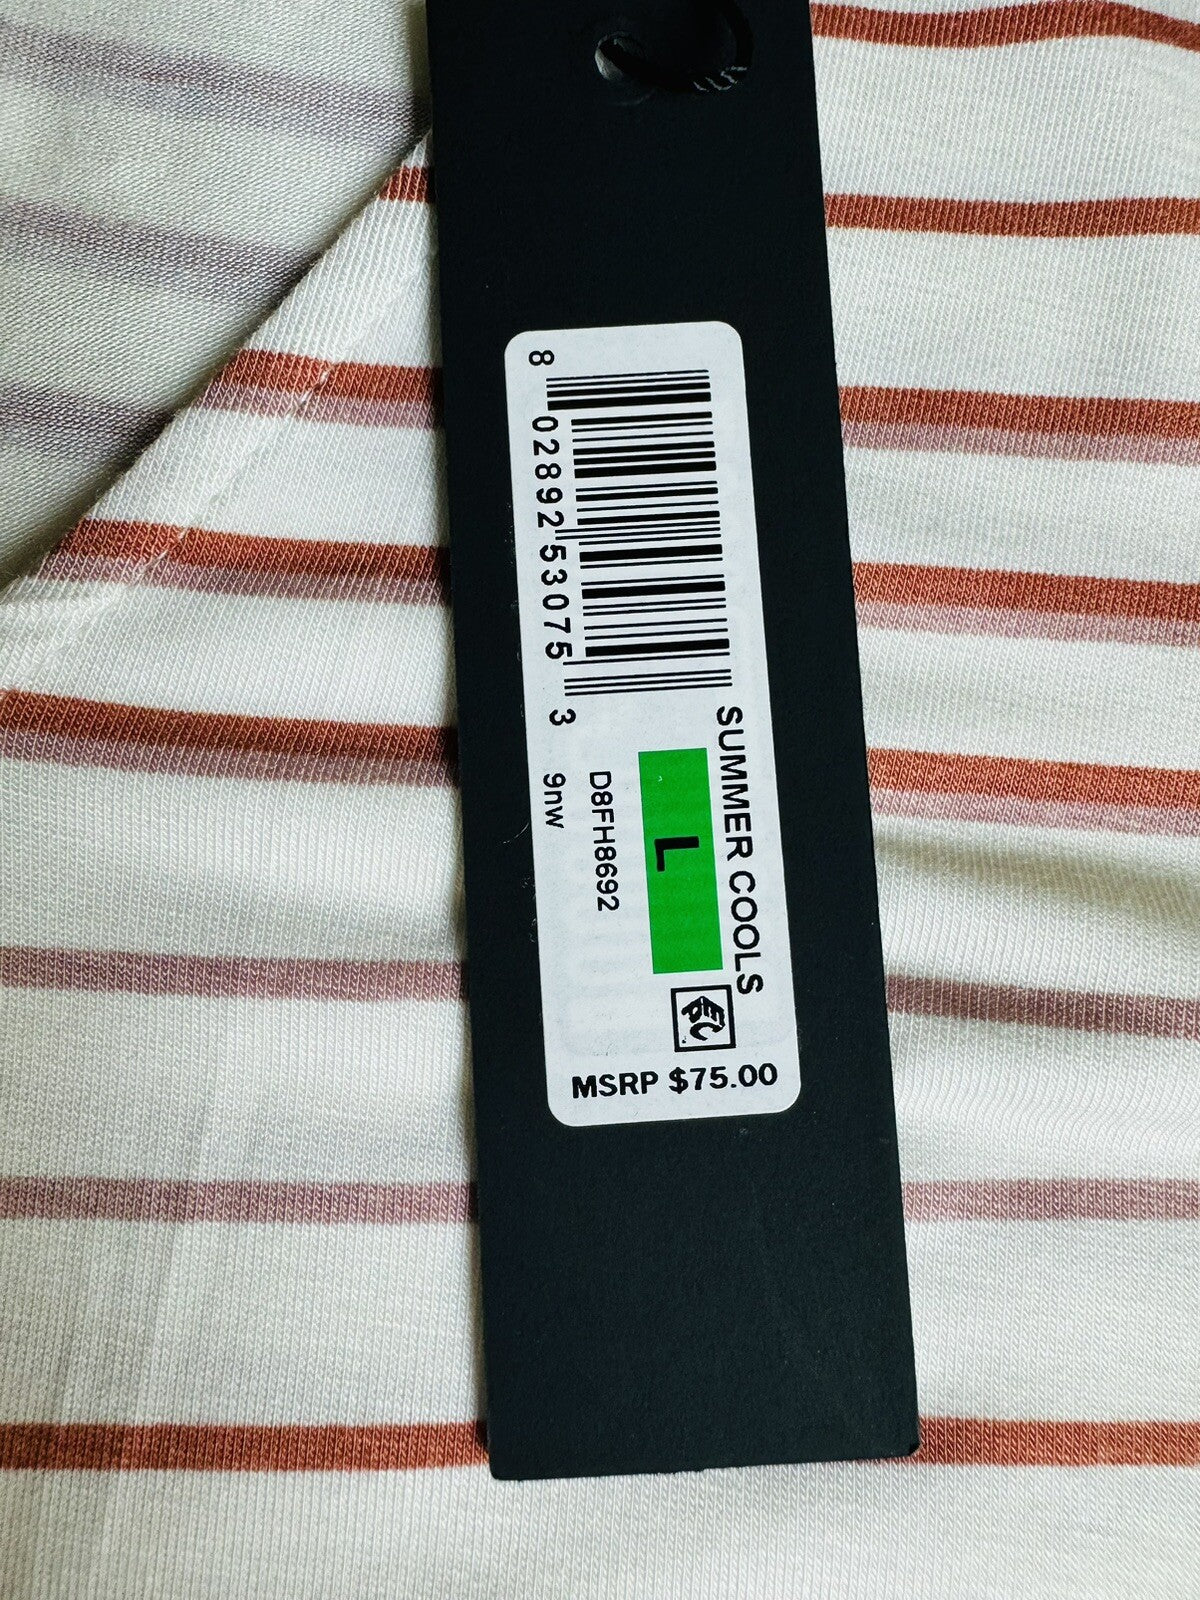 8 02892 53075 3
9nw
D8FH8692
L
SUMMER COOLS
MSRP $75.00